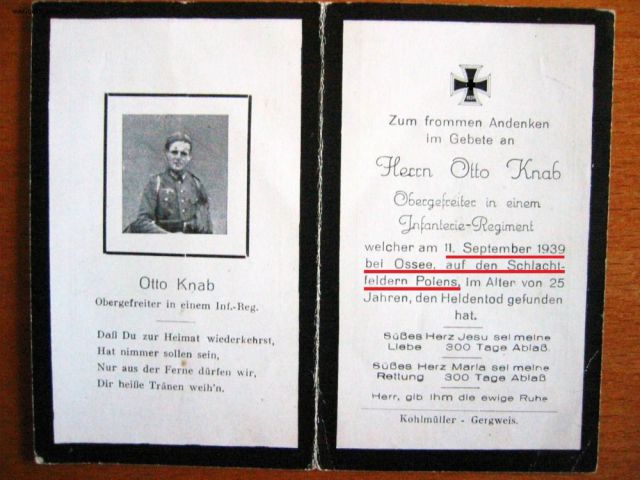 Otto Knab
Obergefreiter in einem Inf.-Reg.
Daß Du zur Heimat wiederkehrst,
Hat nimmer sollen sein,
Nur aus der Ferne dürfen wir,
Dir heiße Tränen weih'n.
Zum frommen Andenken
im Gebete an
Herrn Otto Knab
Obergefreiter in einem
Infanterie-Regiment
welcher am 11. September 1939
bei Ossee, auf den Schlacht-
feldern Polens, im Alter von 25
Jahren, den Heldentod gefunden
hat.
Süßes Herz Jesu sei meine
Liebe 300 Tage Ablaß
Süßes Herz Maria sei meine
Rettung 300 Tage Ablaß
Herr, gib ihm die ewige Ruhe
Kohlmüller - Gergweis.